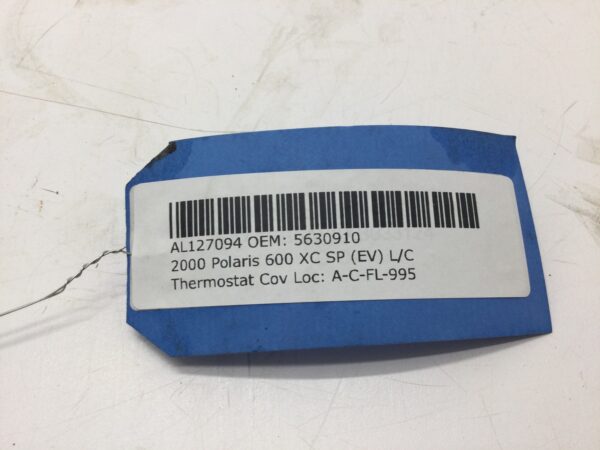 AL127094 OEM: 5630910
2000 Polaris 600 XC SP (EV) L/C
Thermostat Cov Loc: A-C-FL-995